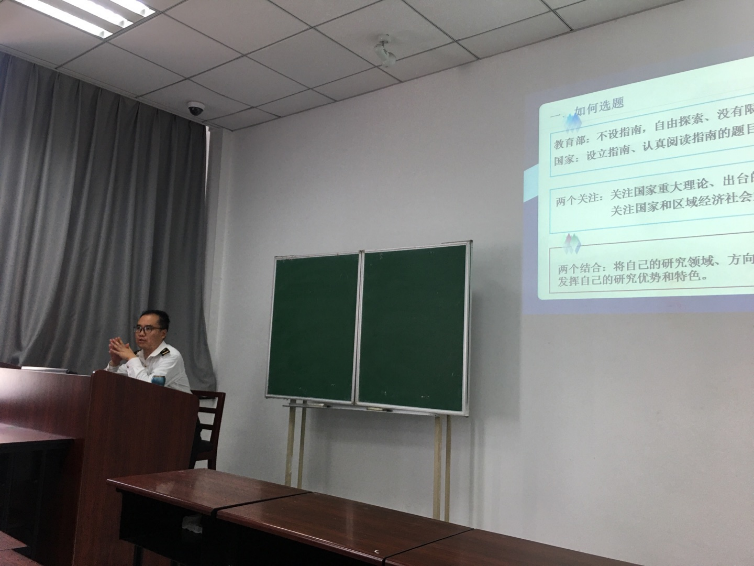 一、如何选题
教育部：不设指南，自由探索、没有限
国家：设立指南、认真阅读指南的题目
两个关注：关注国家重大理论、出台的
关注国家和区域经济社会
两个结合：将自己的研究领域、方向
发挥自己的研究优势和特色。